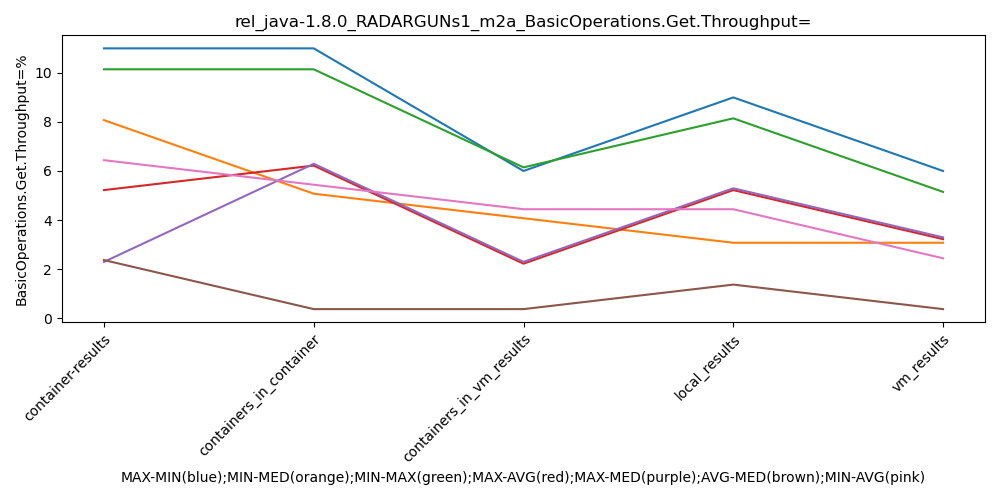 rel_java-1.8.0_RADARGUNs1_m2a_BasicOperations.Get.Throughput=
BasicOperations.Get.Throughput=%
10
8
6
4
2
0
container-results
containers_in_container
containers_in_vm_results
local_results
vm_results
MAX-MIN(blue);MIN-MED(orange);MIN-MAX(green);MAX-AVG(red);MAX-MED(purple);AVG-MED(brown);MIN-AVG(pink)